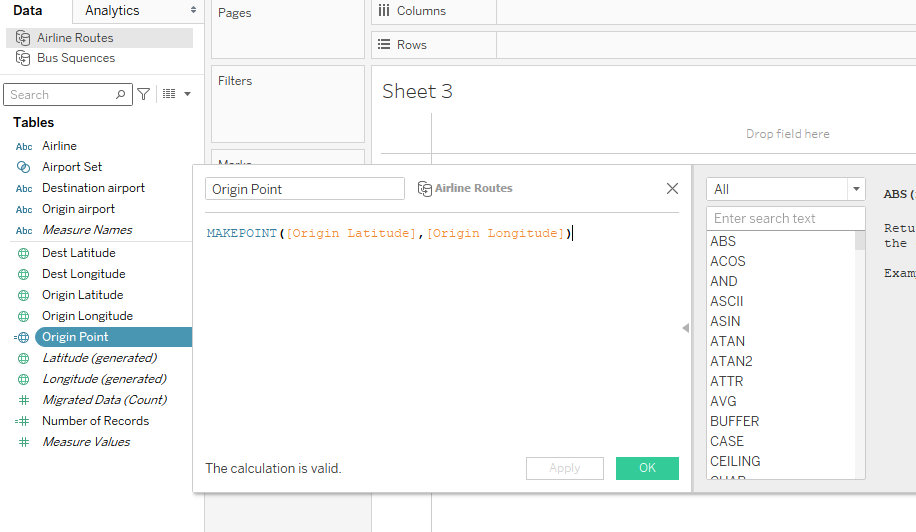 Data
Analytics
Pages
Columns
Rows
Airline Routes
Bus Squences
Filters
Sheet 3
Search
Tables
Drop field here
Abc Airline
Airport Set
Abc Destination airport
Abc Origin airport
Abc Measure Names
Dest Latitude
Dest Longitude
Origin Latitude
Origin Longitude
Origin Point
Latitude (generated)
Longitude (generated)
Migrated Data (Count)
Number of Records
Measure Values
Origin Point
Airline Routes
MAKEPOINT([Origin Latitude],[Origin Longitude])
The calculation is valid.
Apply
OK
All
Enter search text
ABS
ACOS
AND
ASCII
ASIN
ATAN
ATAN2
ATTR
AVG
BUFFER
CASE
CEILING
ABS(
Retu
the
Exam